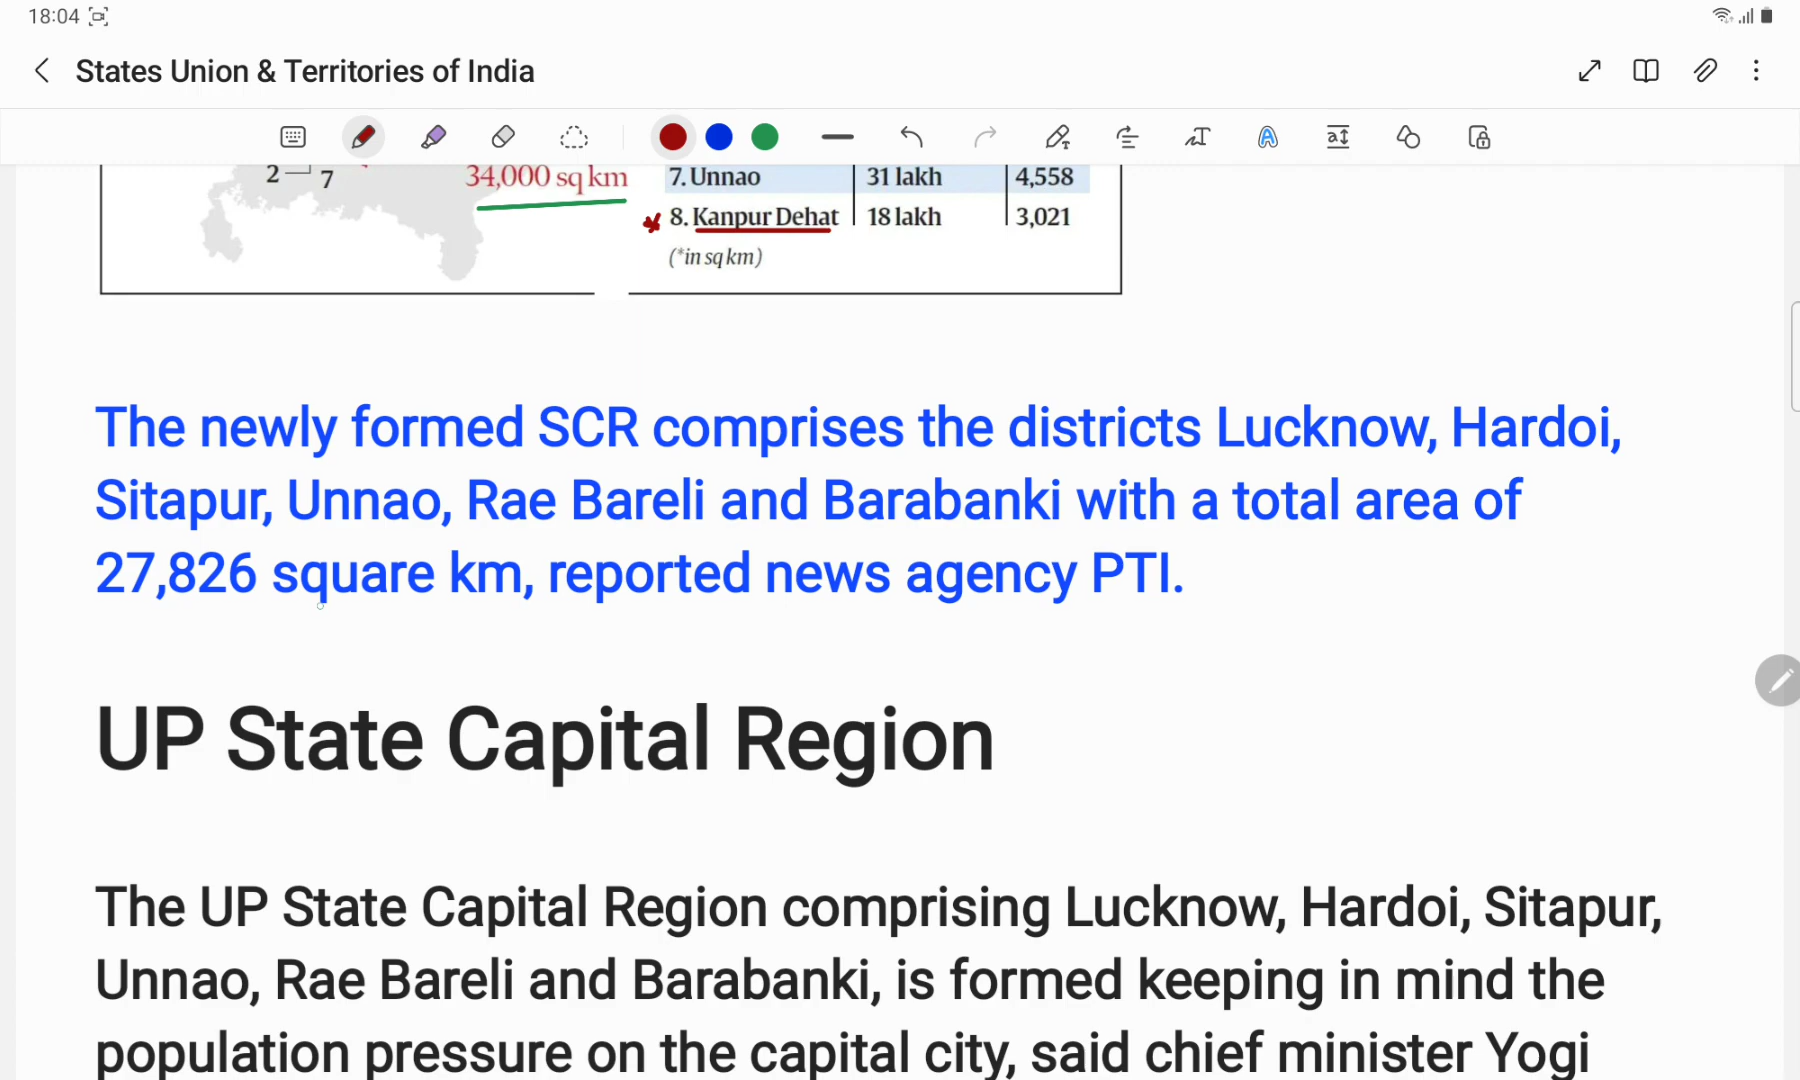 18:04
States Union & Territories of India
2 7
34,000 sq km
7. Unnao 31 lakh 4,558
8. Kanpur Dehat 18 lakh 3,021
(*in sq km)
The newly formed SCR comprises the districts Lucknow, Hardoi,
Sitapur, Unnao, Rae Bareli and Barabanki with a total area of
27,826 square km, reported news agency PTI.
UP State Capital Region
The UP State Capital Region comprising Lucknow, Hardoi, Sitapur,
Unnao, Rae Bareli and Barabanki, is formed keeping in mind the
population pressure on the capital city, said chief minister Yogi